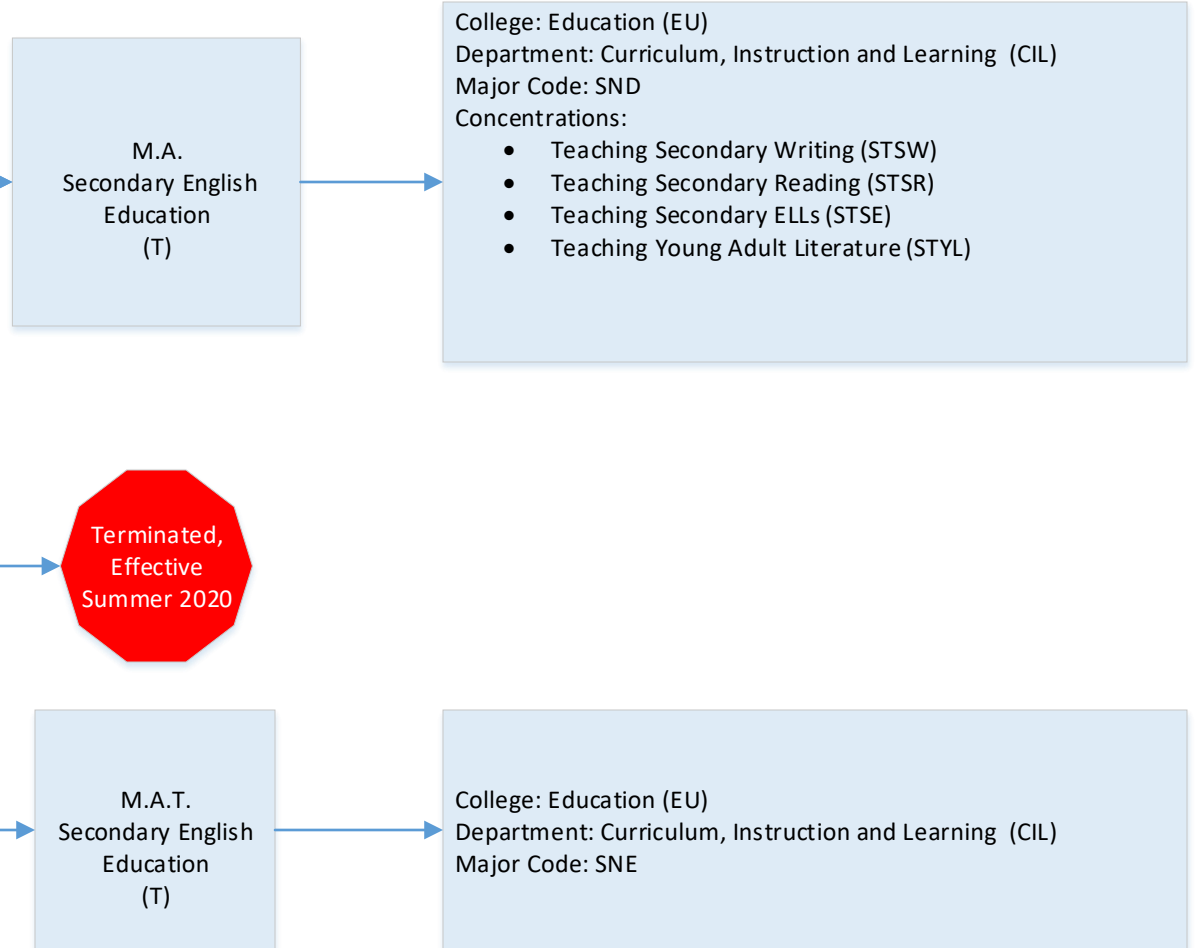 M.A.
Secondary English
Education
(T)
College: Education (EU)
Department: Curriculum, Instruction and Learning  (CIL)
Major Code: SND
Concentrations:
• Teaching Secondary Writing (STSW)
• Teaching Secondary Reading (STSR)
• Teaching Secondary ELLs (STSE)
• Teaching Young Adult Literature (STYL)
Terminated,
Effective
Summer 2020
M.A.T.
Secondary English
Education
(T)
College: Education (EU)
Department: Curriculum, Instruction and Learning  (CIL)
Major Code: SNE